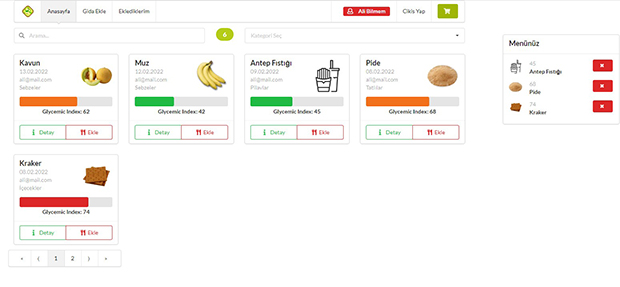 Anasayfa Gıda Ekle Eklediklerim Ali Bilmem Cikis Yap
Arama... 6 Kategori Seç
Kavun
12.02.2022
ali@mail.com
Sebzeler
Glycemic Index: 62
Detay Ekle
Muz
12.02.2022
ali@mail.com
Sebzeler
Glycemic Index: 42
Detay Ekle
Antep Fıstığı
09.02.2022
ali@mail.com
Glycemic Index: 45
Detay Ekle
Pide
08.02.2022
ali@mail.com
Tatlılar
Glycemic Index: 68
Detay Ekle
Kraker
08.02.2022
ali@mail.com
İçecekler
Glycemic Index: 74
Detay Ekle
« ⟨ 1 2 ⟩ »
Menünüz
45
Antep Fıstığı
68
Pide
74
Kraker